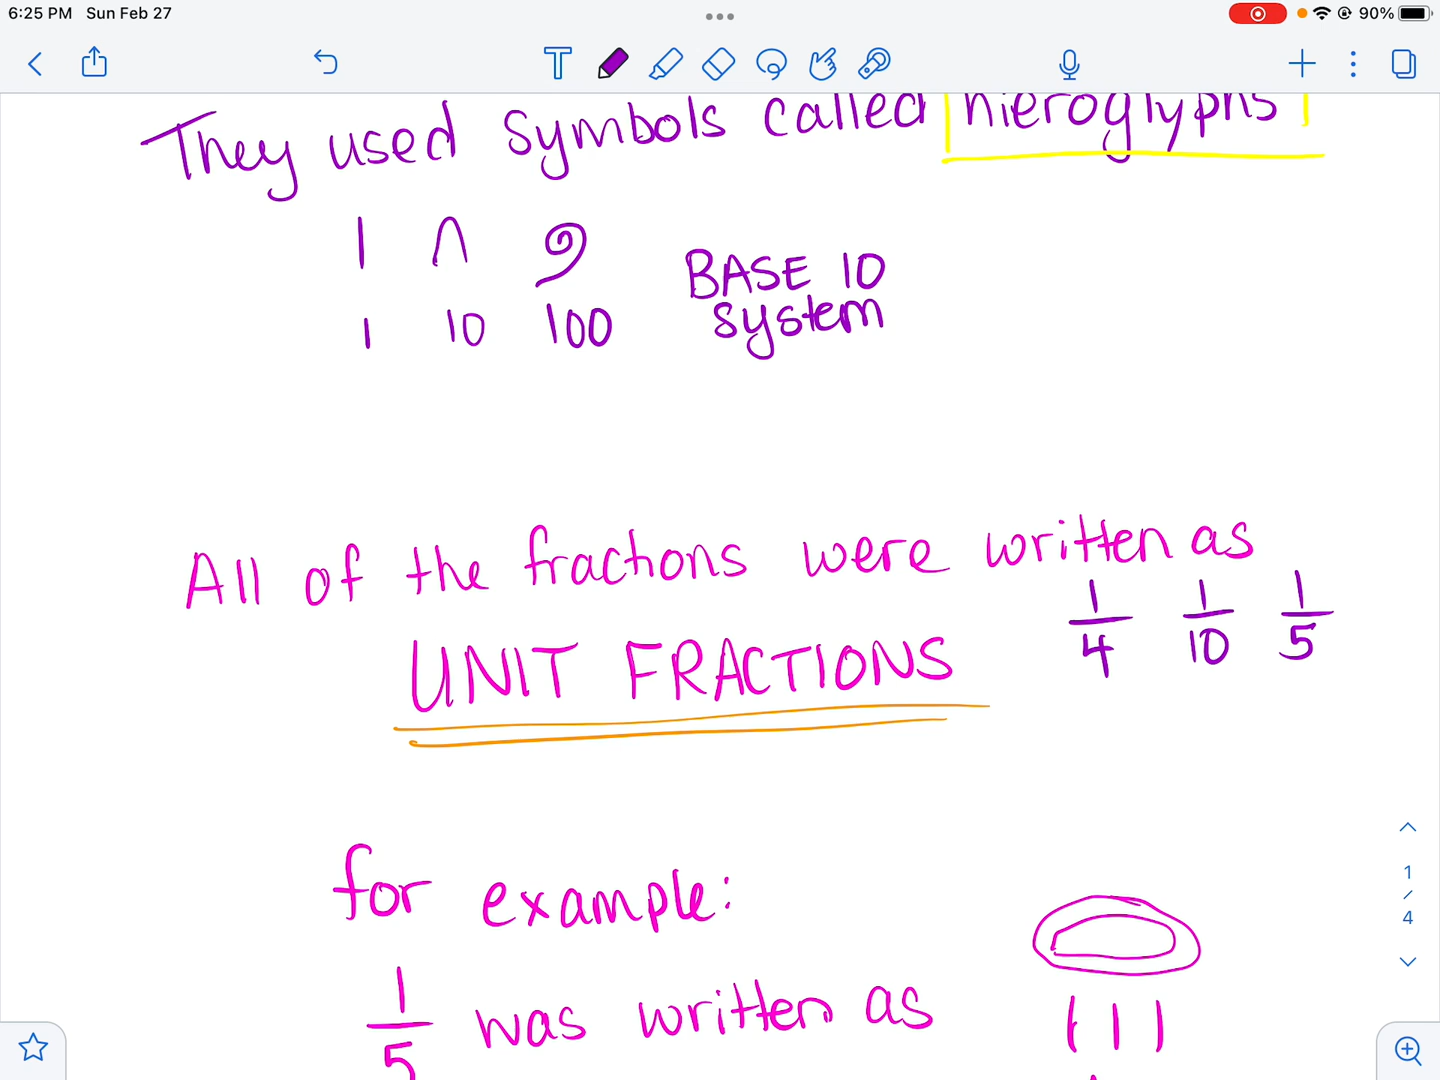 6:25 PM Sun Feb 27
90%
They used symbols called hieroglyphs
1 10 100
BASE 10
system
All of the fractions were written as
1/4 1/10 1/5
UNIT FRACTIONS
for example:
1/5 was written as
1
/
4